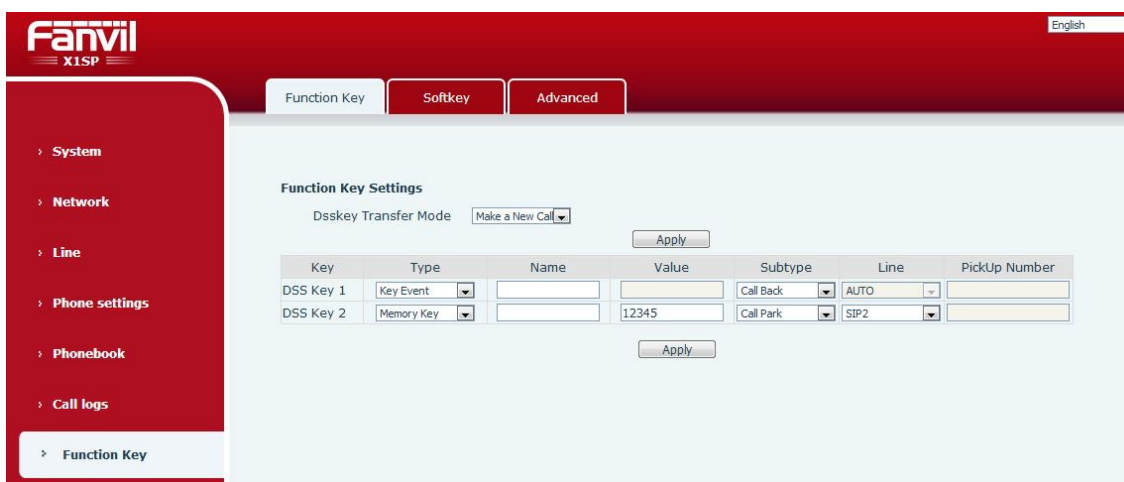 Fanvil
X1SP
English
Function Key Softkey Advanced
› System
› Network
› Line
› Phone settings
› Phonebook
› Call logs
› Function Key
Function Key Settings
Dsskey Transfer Mode Make a New Call
Apply
Key Type Name Value Subtype Line PickUp Number
DSS Key 1 Key Event Call Back AUTO
DSS Key 2 Memory Key 12345 Call Park SIP2
Apply